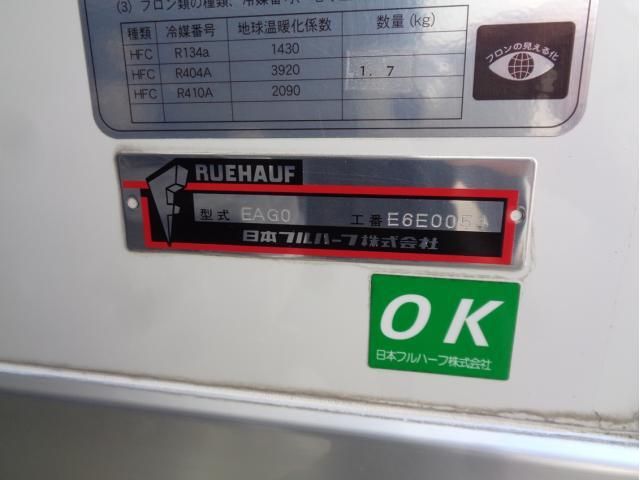 (3) フロン類の種類、冷媒番号、
種類 冷媒番号 地球温暖化係数 数量(kg)
HFC R134a 1430
HFC R404A 3920 1.7
HFC R410A 2090
フロンの見える化
RUEHAUF
型式 EAG0 工番
日本フルハーフ株式会社
OK
日本フルハーフ株式会社